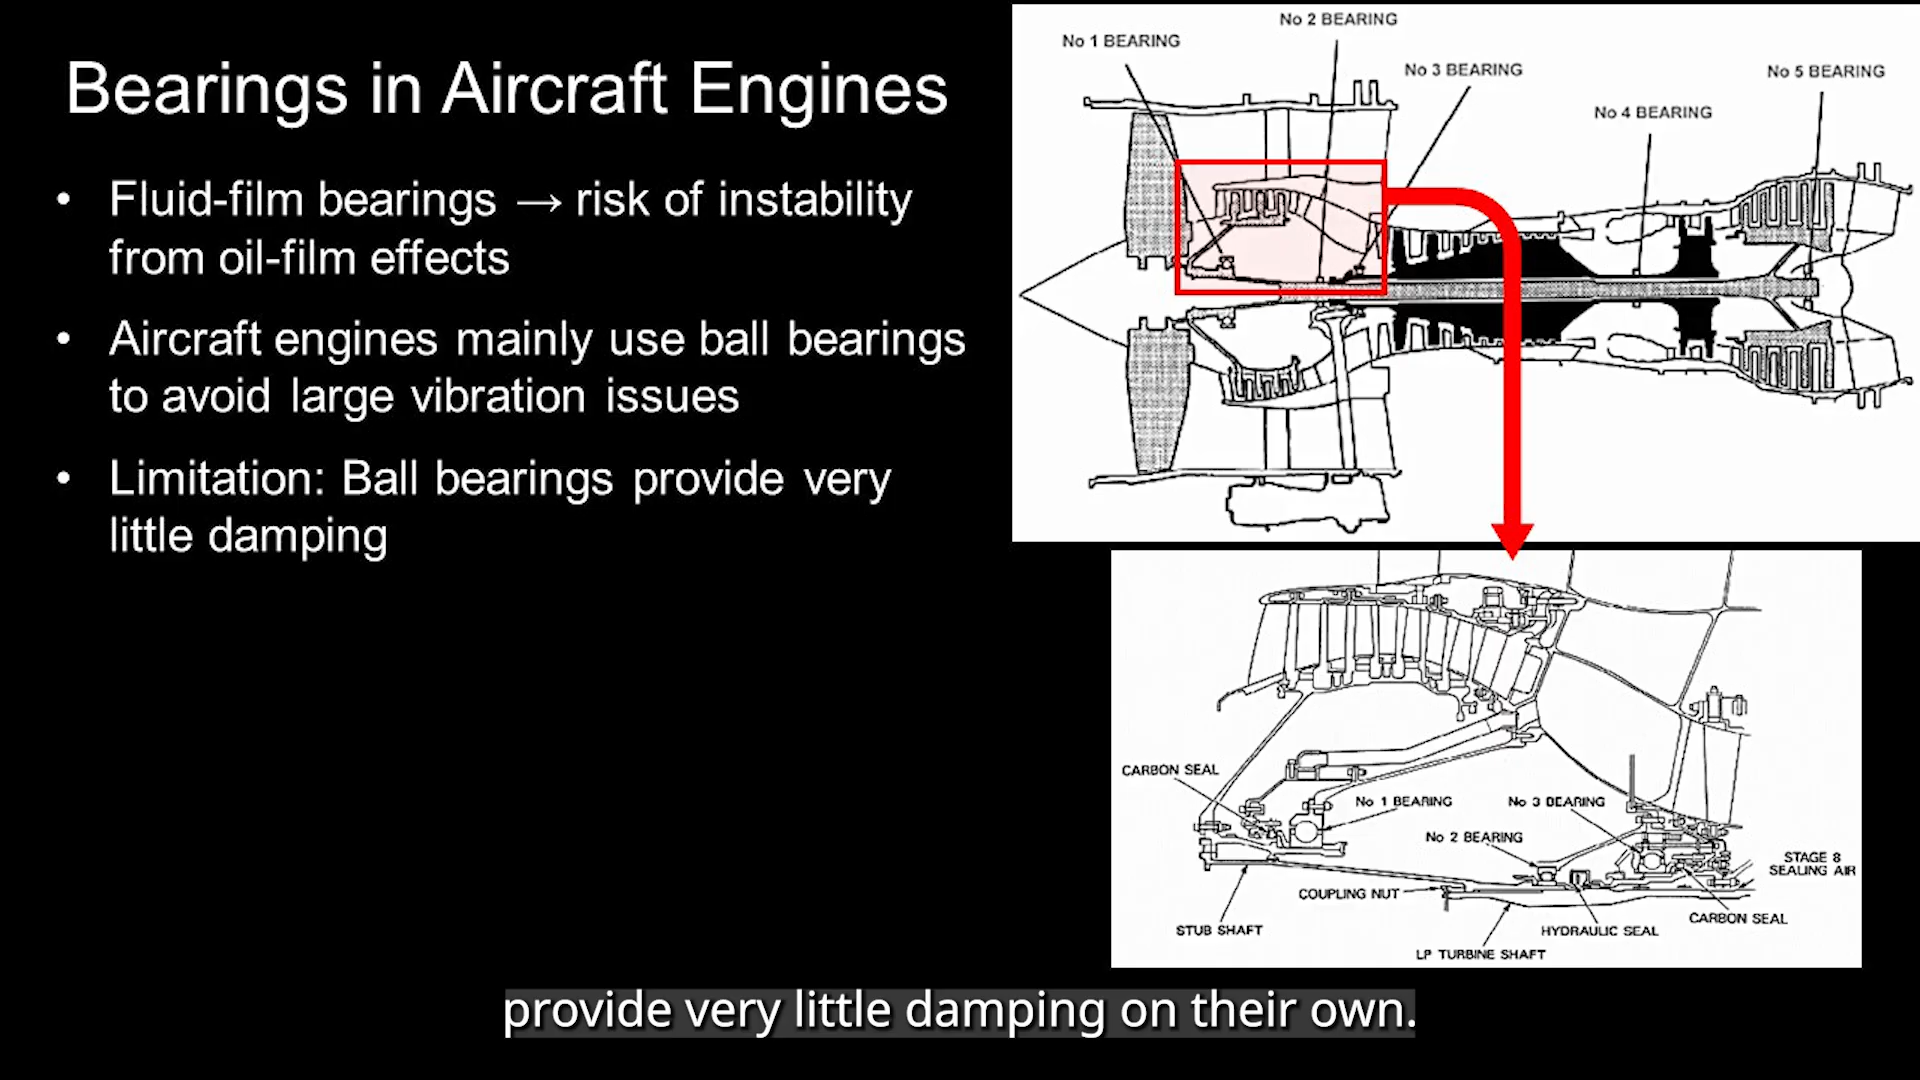 Bearings in Aircraft Engines
• Fluid-film bearings → risk of instability
from oil-film effects
• Aircraft engines mainly use ball bearings
to avoid large vibration issues
• Limitation: Ball bearings provide very
little damping
No 1 BEARING
No 2 BEARING
No 3 BEARING
No 4 BEARING
No 5 BEARING
CARBON SEAL
No 1 BEARING
No 3 BEARING
No 2 BEARING
STAGE 8
SEALING AIR
COUPLING NUT
CARBON SEAL
STUB SHAFT
HYDRAULIC SEAL
LP TURBINE SHAFT
provide very little damping on their own.